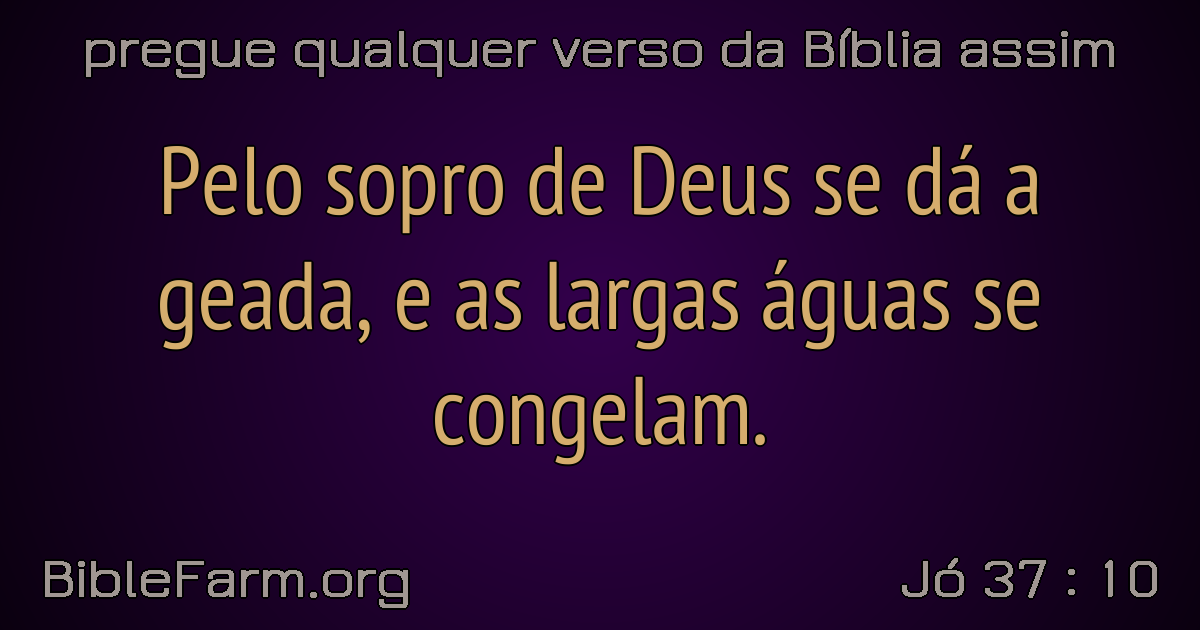 pregue qualquer verso da Bíblia assim
Pelo sopro de Deus se dá a
geada, e as largas águas se
congelam.
BibleFarm.org
Jó 37 : 10